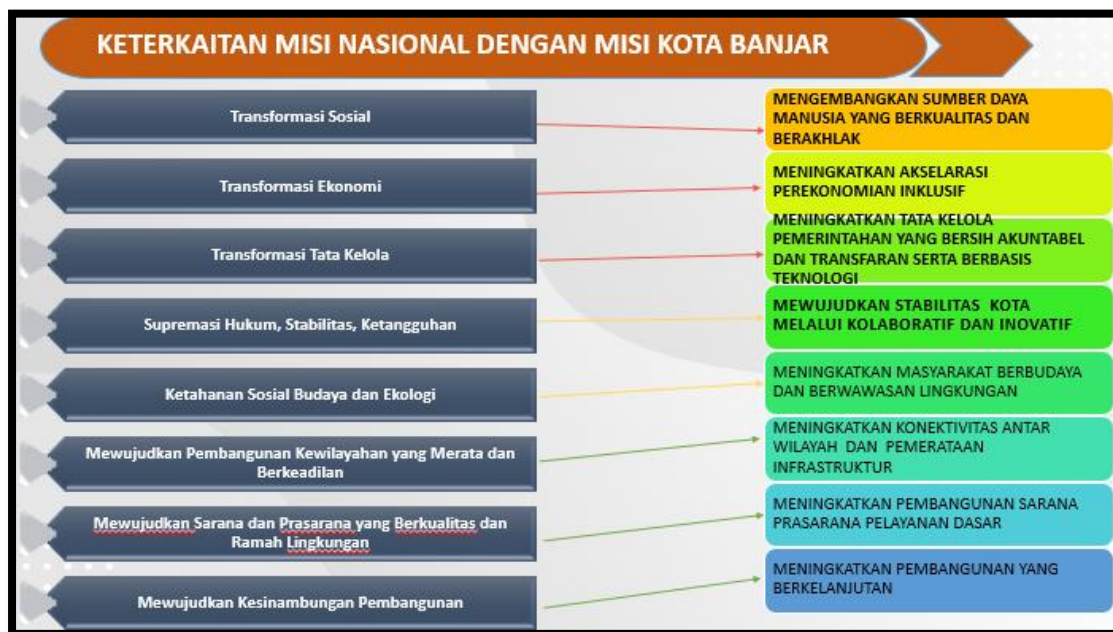 KETERKAITAN MISI NASIONAL DENGAN MISI KOTA BANJAR
Transformasi Sosial
MENGEMBANGKAN SUMBER DAYA
MANUSIA YANG BERKUALITAS DAN
BERAKHLAK
Transformasi Ekonomi
MENINGKATKAN AKSELARASI
PEREKONOMIAN INKLUSIF
Transformasi Tata Kelola
MENINGKATKAN TATA KELOLA
PEMERINTAHAN YANG BERSIH AKUNTABEL
DAN TRANSFARAN SERTA BERBASIS
TEKNOLOGI
Supremasi Hukum, Stabilitas, Ketangguhan
MEWUJUDKAN STABILITAS KOTA
MELALUI KOLABORATIF DAN INOVATIF
Ketahanan Sosial Budaya dan Ekologi
MENINGKATKAN MASYARAKAT BERBUDAYA
DAN BERWAWASAN LINGKUNGAN
Mewujudkan Pembangunan Kewilayahan yang Merata dan
Berkeadilan
MENINGKATKAN KONEKTIVITAS ANTAR
WILAYAH DAN PEMERATAAN
INFRASTRUKTUR
Mewujudkan Sarana dan Prasarana yang Berkualitas dan
Ramah Lingkungan
MENINGKATKAN PEMBANGUNAN SARANA
PRASARANA PELAYANAN DASAR
Mewujudkan Kesinambungan Pembangunan
MENINGKATKAN PEMBANGUNAN YANG
BERKELANJUTAN